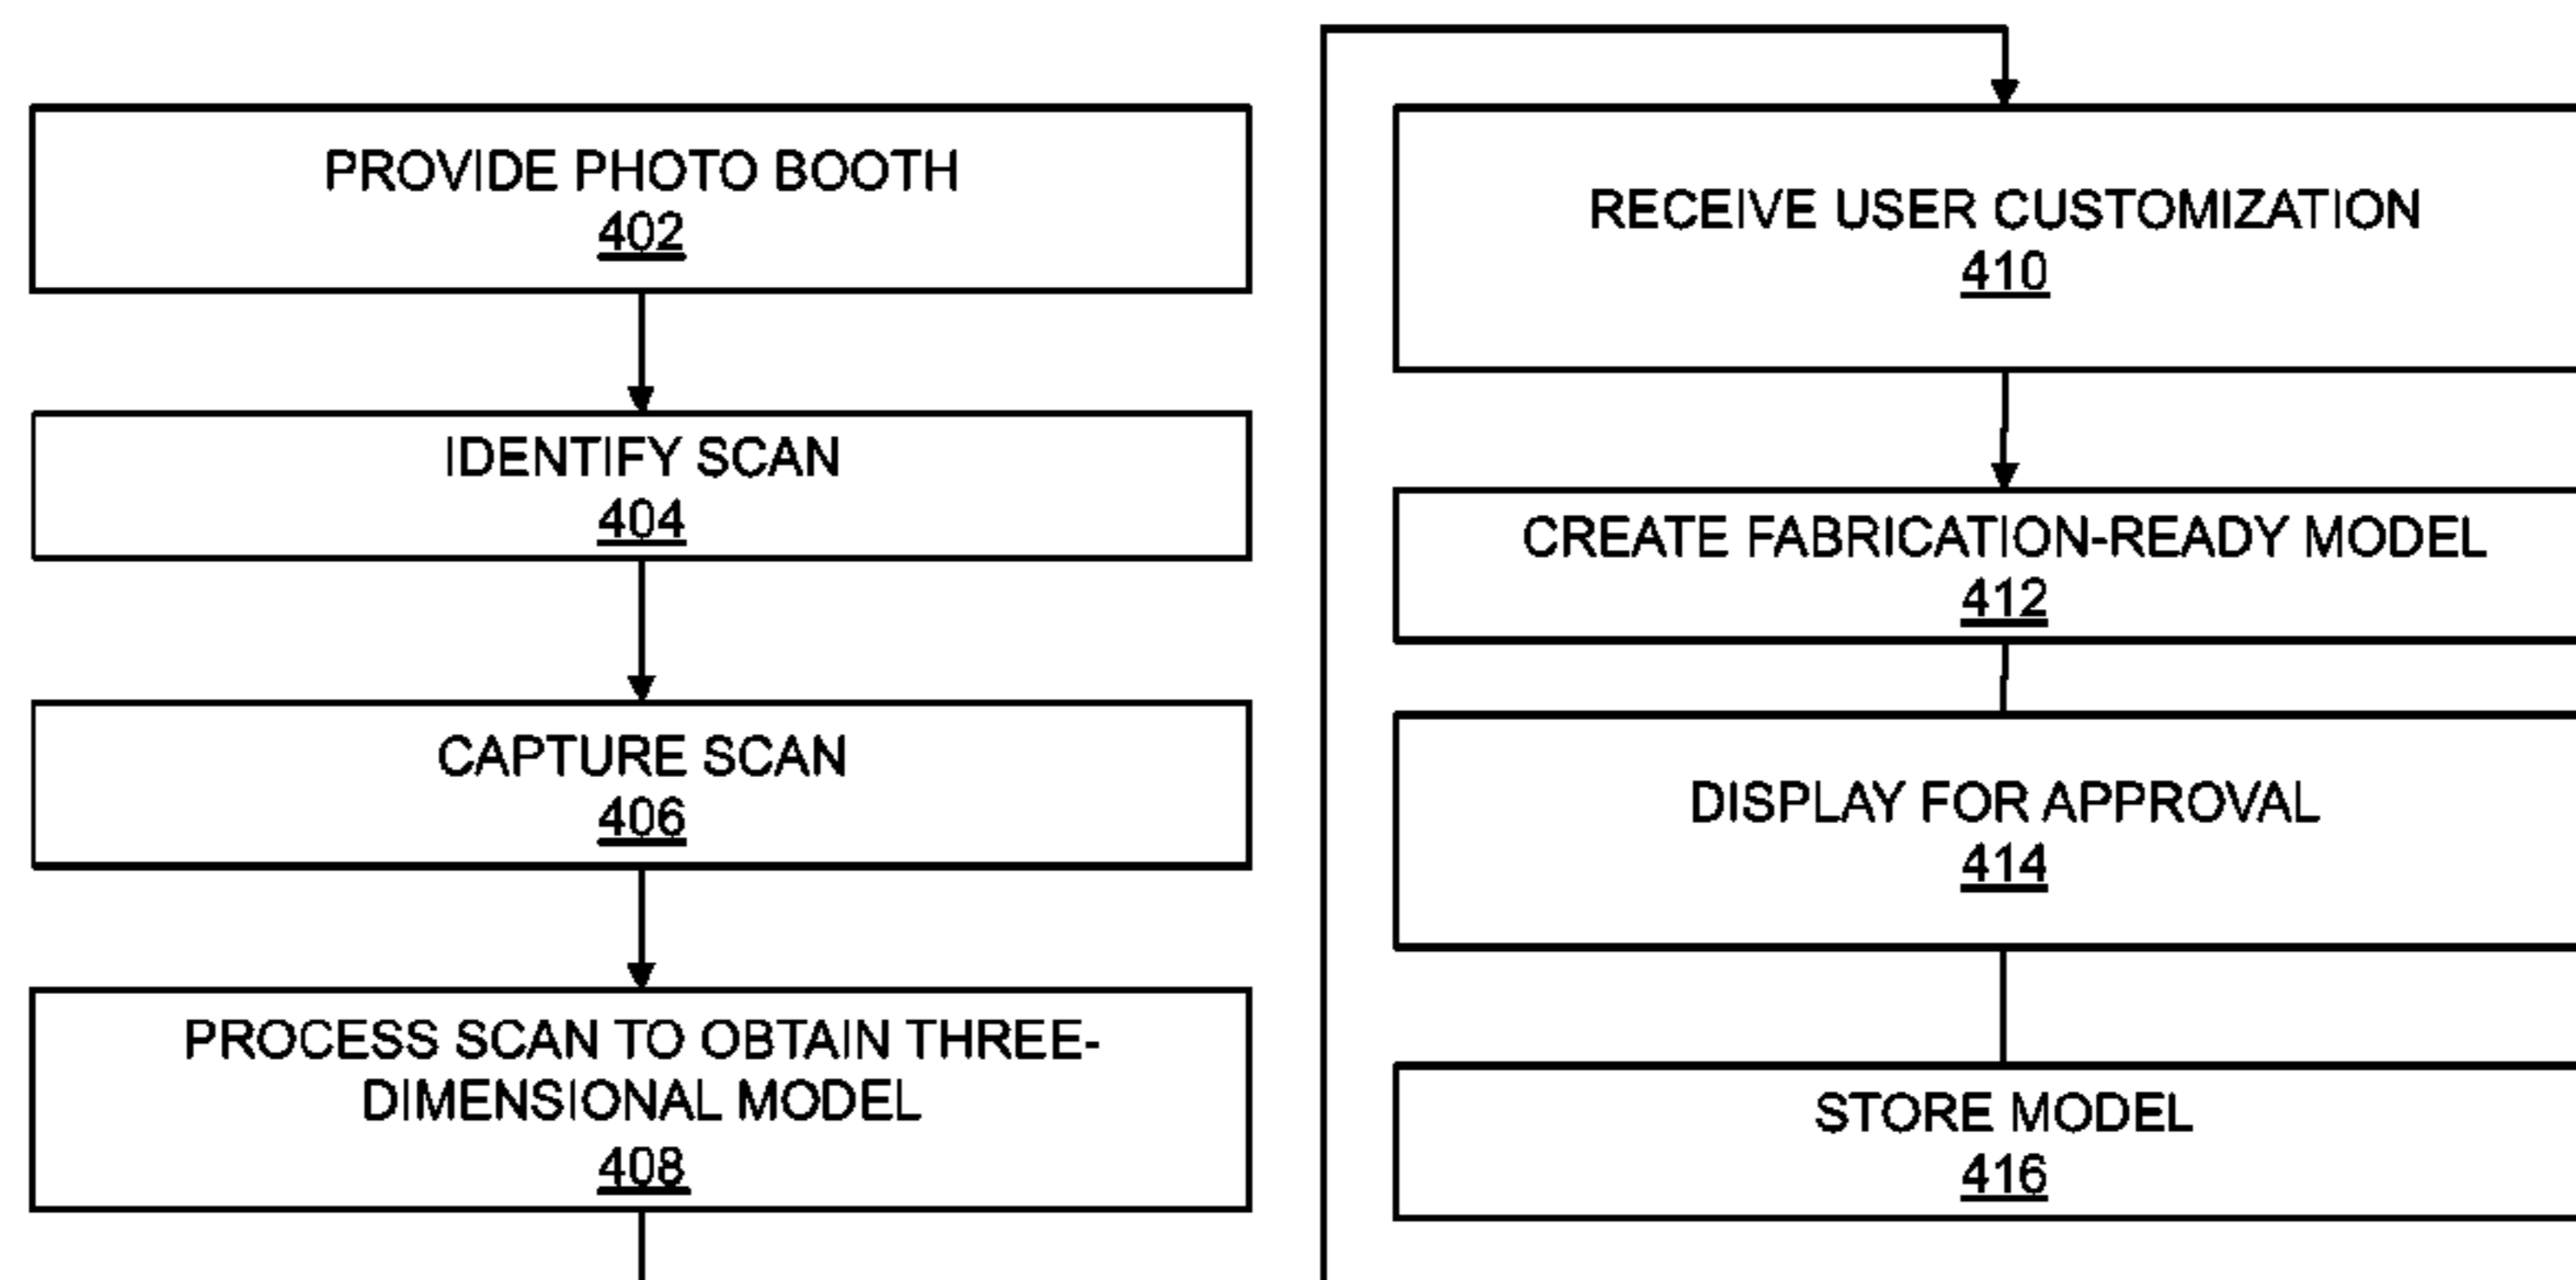 PROVIDE PHOTO BOOTH
402
IDENTIFY SCAN
404
CAPTURE SCAN
406
PROCESS SCAN TO OBTAIN THREE-
DIMENSIONAL MODEL
408
RECEIVE USER CUSTOMIZATION
410
CREATE FABRICATION-READY MODEL
412
DISPLAY FOR APPROVAL
414
STORE MODEL
416